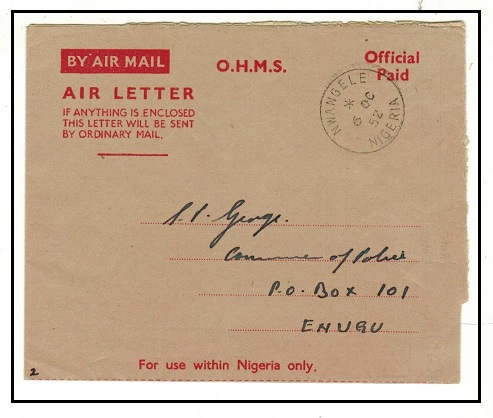 BY AIR MAIL
O.H.M.S.
Official
Paid
AIR LETTER
IF ANYTHING IS ENCLOSED
THIS LETTER WILL BE SENT
BY ORDINARY MAIL.
NWANGELE
* 6 OC 52
NIGERIA
George.
of Police
P.O. Box 101
ENUGU
For use within Nigeria only.
2